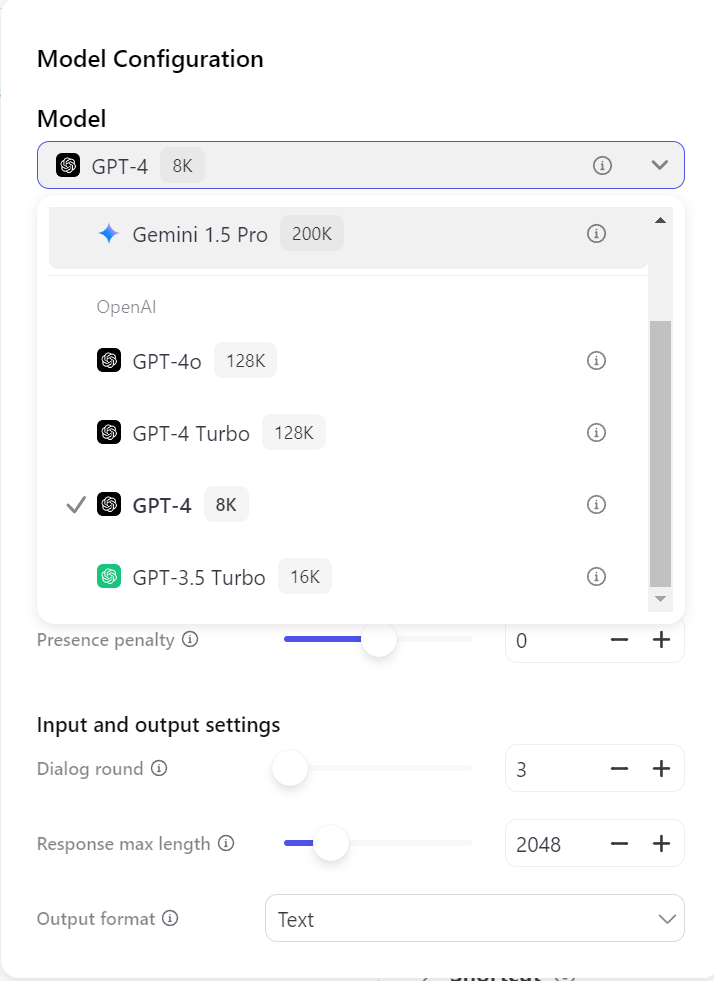 Model Configuration
Model
GPT-4 8K
Gemini 1.5 Pro 200K
OpenAI
GPT-4o 128K
GPT-4 Turbo 128K
GPT-4 8K
GPT-3.5 Turbo 16K
Presence penalty 0
Input and output settings
Dialog round 3
Response max length 2048
Output format Text